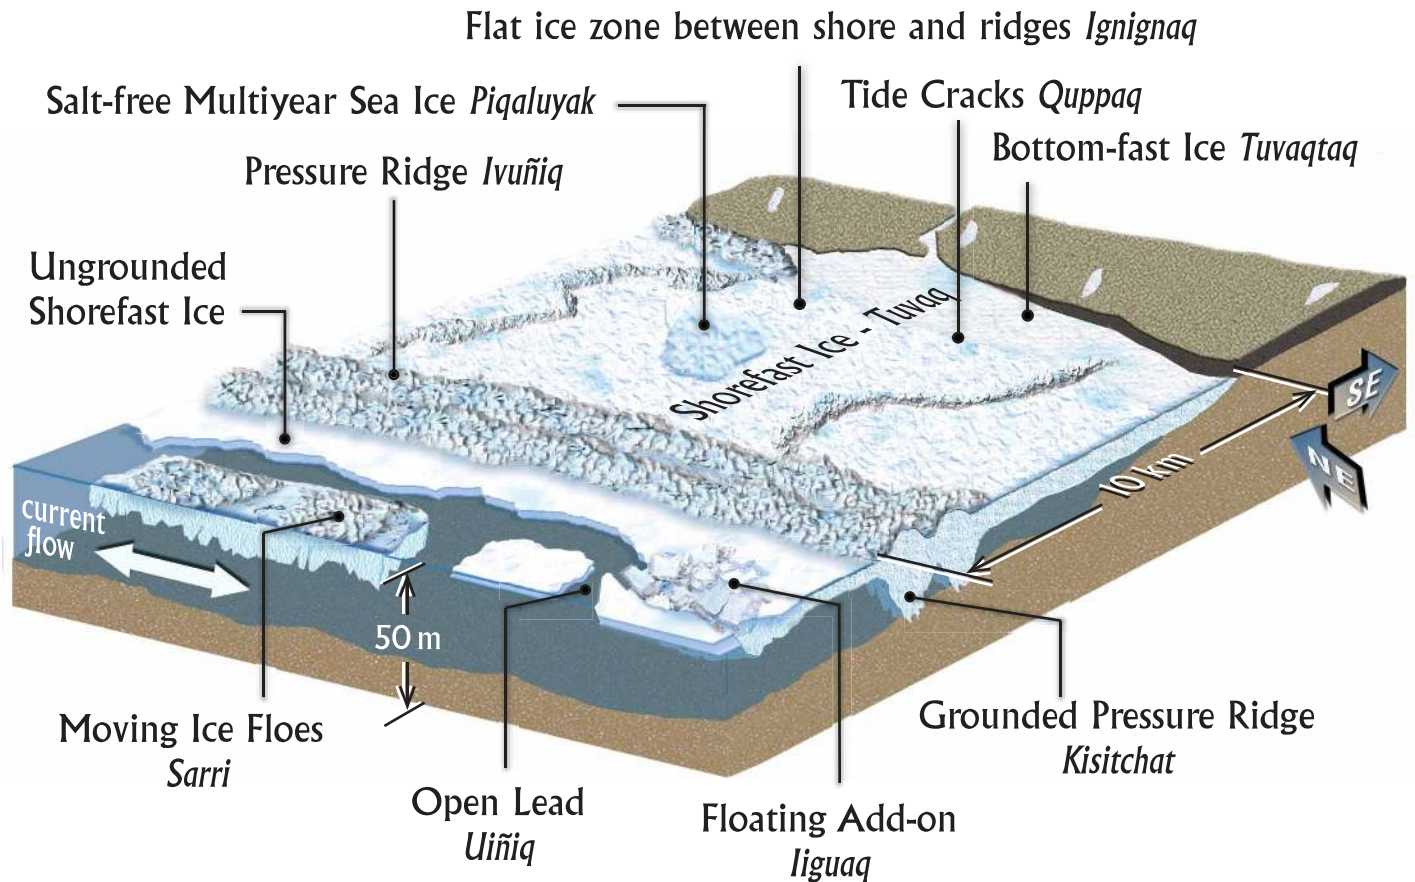 Flat ice zone between shore and ridges Ignignaq
Salt-free Multiyear Sea Ice Piqaluyak
Tide Cracks Quppaq
Bottom-fast Ice Tuvaqtaq
Pressure Ridge Ivuñiq
Ungrounded
Shorefast Ice
Shorefast Ice - Tuvaq
SE
NE
10 km
current
flow
50 m
Moving Ice Floes
Sarri
Open Lead
Uiñiq
Floating Add-on
Iiguaq
Grounded Pressure Ridge
Kisitchat